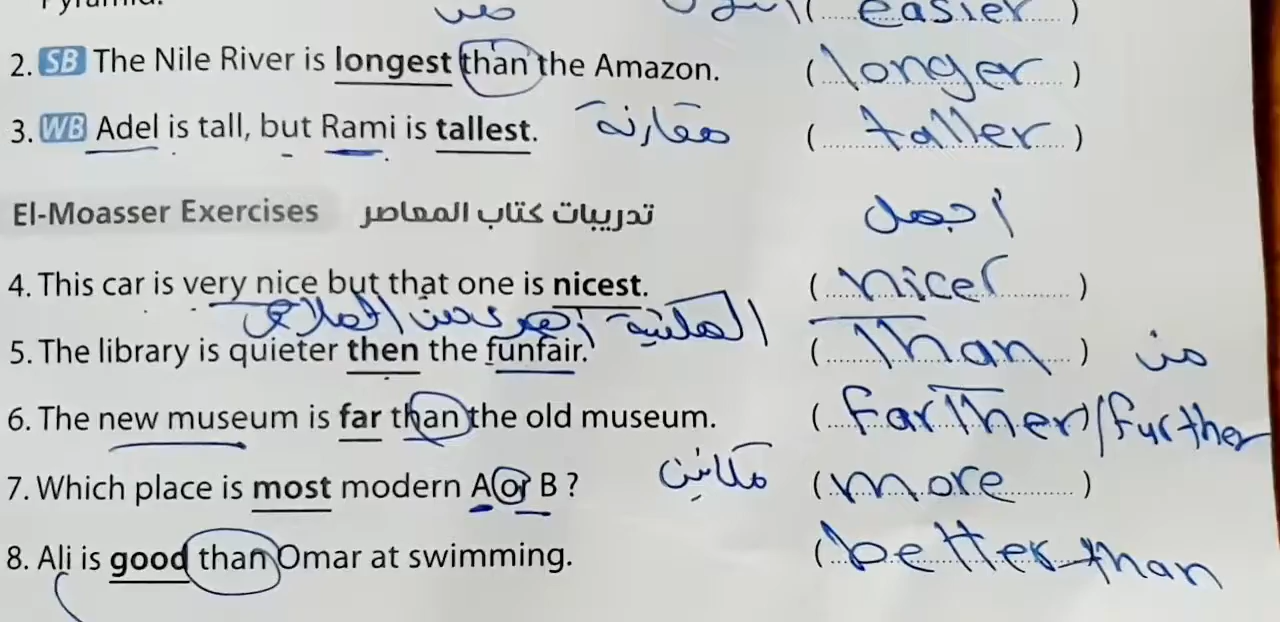 easier )
2. SB The Nile River is longest than the Amazon. ( longer )
3. WB Adel is tall, but Rami is tallest. مقارنة ( taller )
El-Moasser Exercises تدريبات كتاب المعاصر اجمل
4. This car is very nice but that one is nicest. ( nicer )
المكتبة أهدى من الملاهى
5. The library is quieter then the funfair. ( Than ) من
6. The new museum is far than the old museum. ( farther/further
7. Which place is most modern A or B ? مكانين ( more )
8. Ali is good than Omar at swimming. ( better than